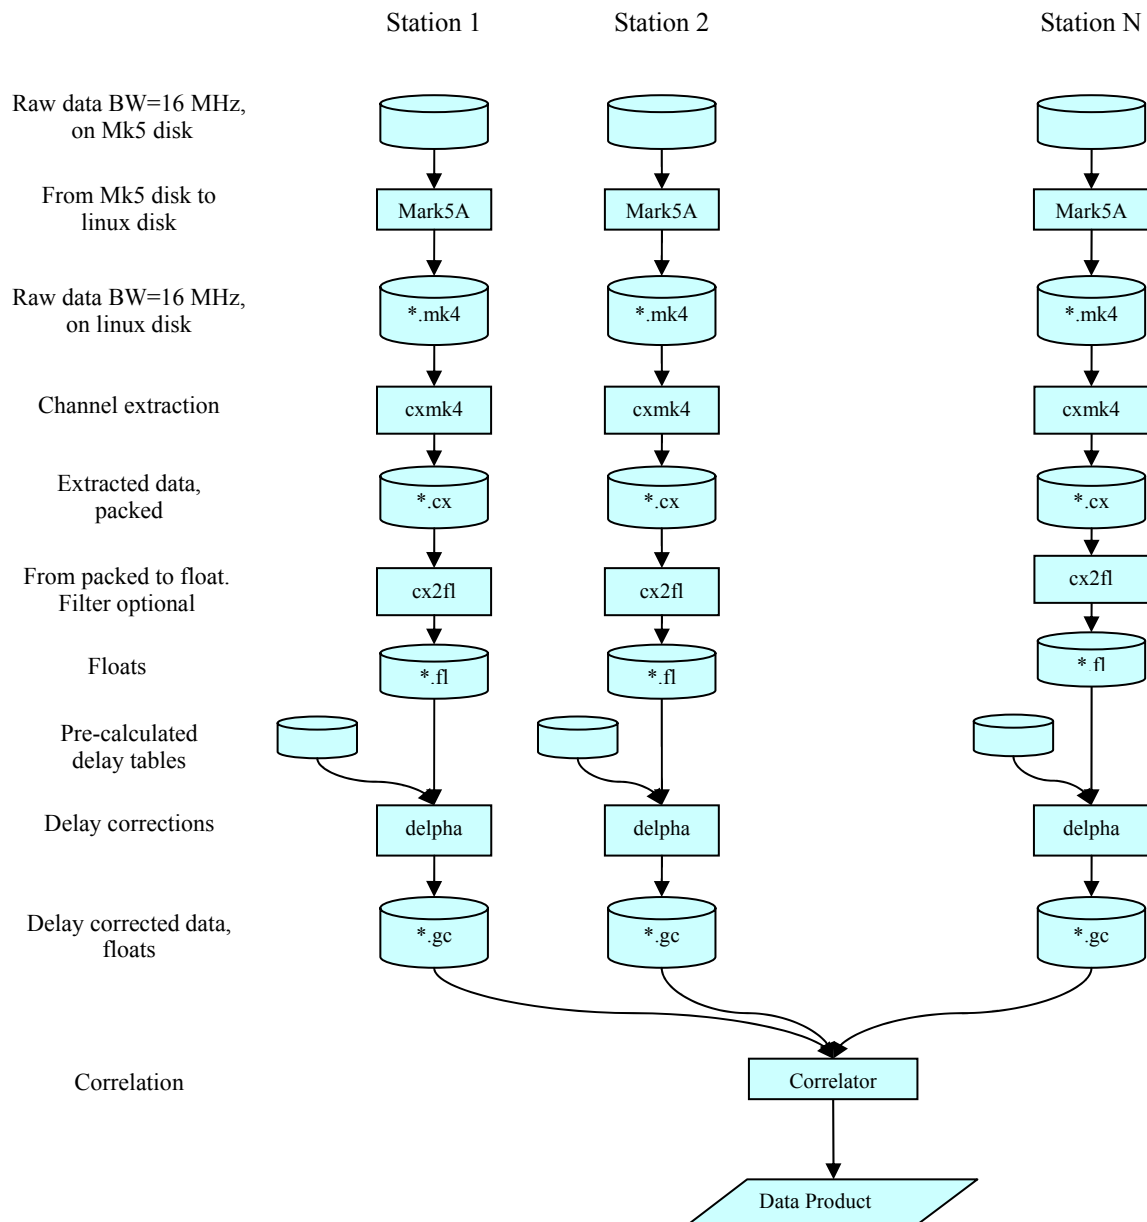 Station 1 Station 2 Station N
Raw data BW=16 MHz,
on Mk5 disk
From Mk5 disk to
linux disk
Mark5A Mark5A Mark5A
Raw data BW=16 MHz,
on linux disk
*.mk4 *.mk4 *.mk4
Channel extraction
cxmk4 cxmk4 cxmk4
Extracted data,
packed
*.cx *.cx *.cx
From packed to float.
Filter optional
cx2fl cx2fl cx2fl
Floats
*.fl *.fl *.fl
Pre-calculated
delay tables
Delay corrections
delpha delpha delpha
Delay corrected data,
floats
*.gc *.gc *.gc
Correlation
Correlator
Data Product